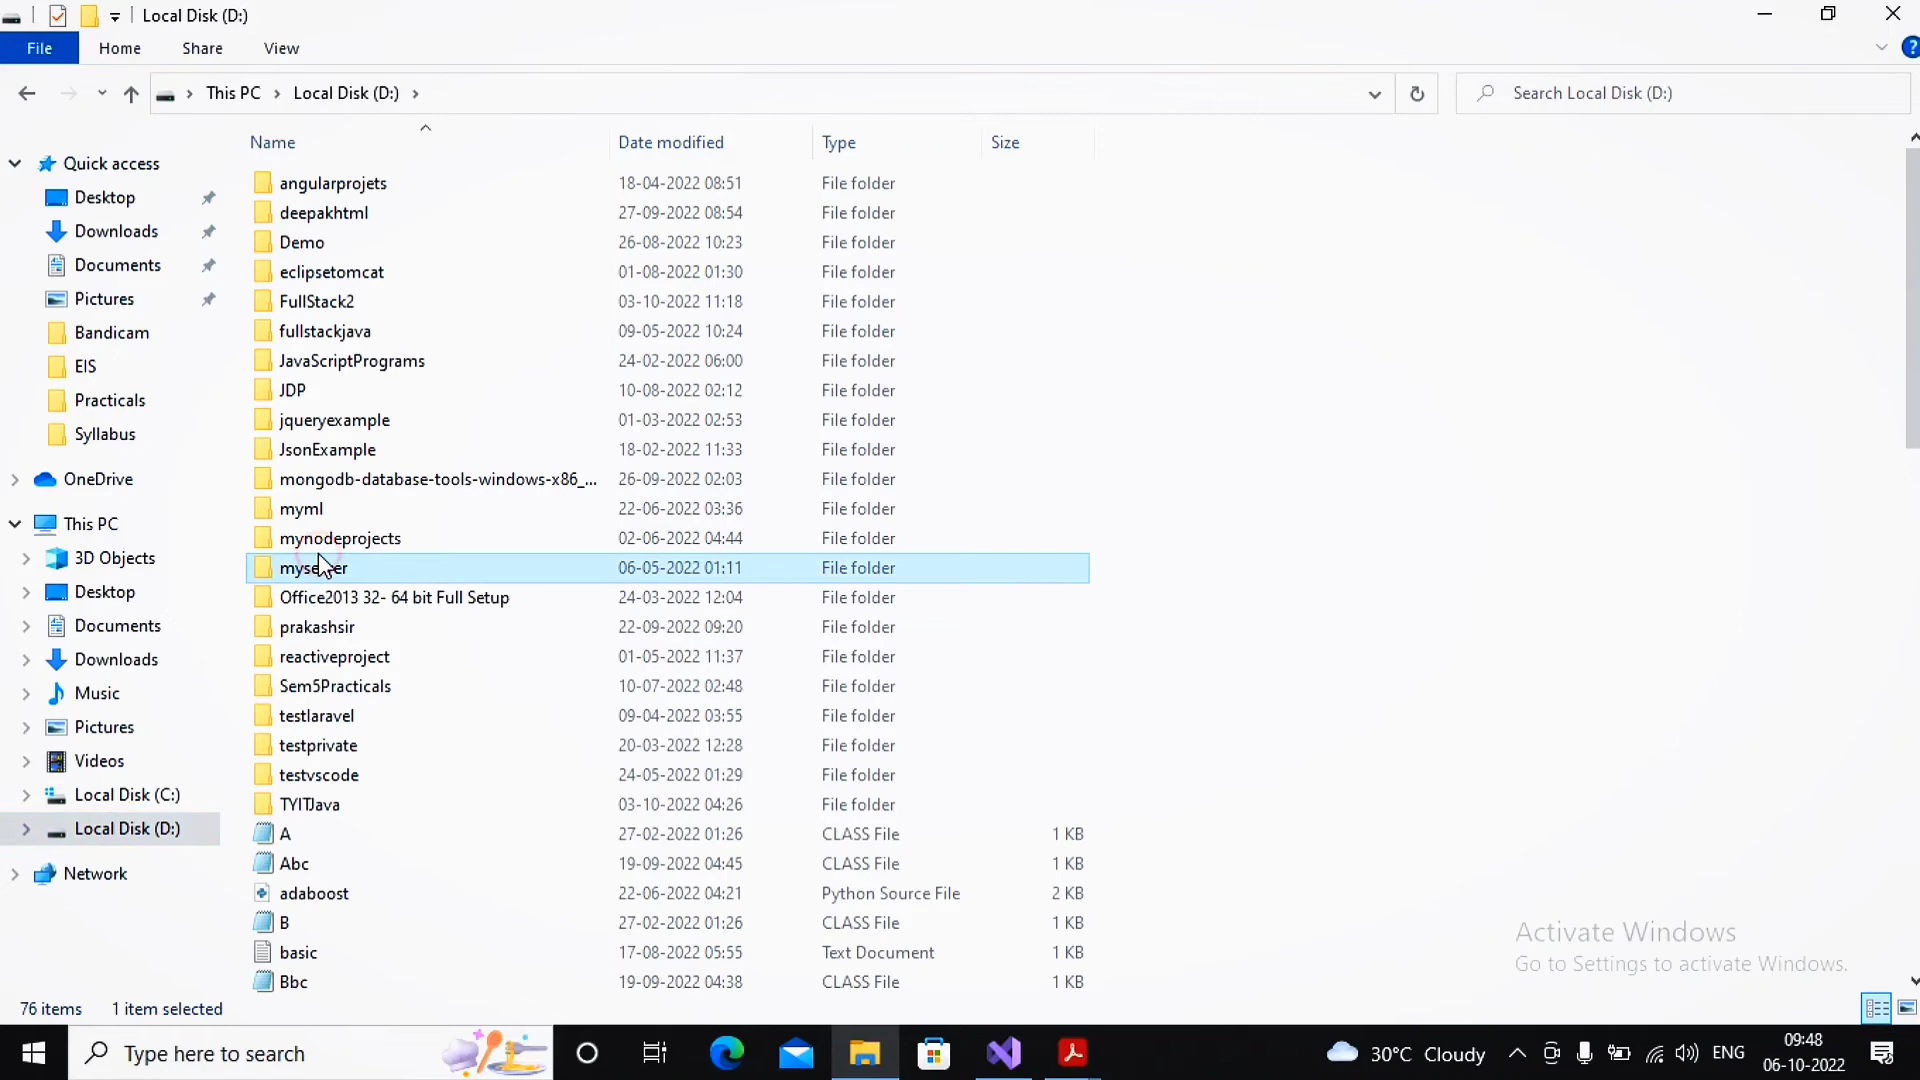 Local Disk (D:)
File Home Share View
This PC Local Disk (D:)
Search Local Disk (D:)
Name Date modified Type Size
Quick access
Desktop
Downloads
Documents
Pictures
Bandicam
EIS
Practicals
Syllabus
OneDrive
This PC
3D Objects
Desktop
Documents
Downloads
Music
Pictures
Videos
Local Disk (C:)
Local Disk (D:)
Network
angularprojets 18-04-2022 08:51 File folder
deepakhtml 27-09-2022 08:54 File folder
Demo 26-08-2022 10:23 File folder
eclipsetomcat 01-08-2022 01:30 File folder
FullStack2 03-10-2022 11:18 File folder
fullstackjava 09-05-2022 10:24 File folder
JavaScriptPrograms 24-02-2022 06:00 File folder
JDP 10-08-2022 02:12 File folder
jqueryexample 01-03-2022 02:53 File folder
JsonExample 18-02-2022 11:33 File folder
mongodb-database-tools-windows-x86_... 26-09-2022 02:03 File folder
myml 22-06-2022 03:36 File folder
mynodeprojects 02-06-2022 04:44 File folder
06-05-2022 01:11 File folder
Office2013 32- 64 bit Full Setup 24-03-2022 12:04 File folder
prakashsir 22-09-2022 09:20 File folder
reactiveproject 01-05-2022 11:37 File folder
Sem5Practicals 10-07-2022 02:48 File folder
testlaravel 09-04-2022 03:55 File folder
testprivate 20-03-2022 12:28 File folder
testvscode 24-05-2022 01:29 File folder
TYITJava 03-10-2022 04:26 File folder
A 27-02-2022 01:26 CLASS File 1 KB
Abc 19-09-2022 04:45 CLASS File 1 KB
adaboost 22-06-2022 04:21 Python Source File 2 KB
B 27-02-2022 01:26 CLASS File 1 KB
basic 17-08-2022 05:55 Text Document 1 KB
Bbc 19-09-2022 04:38 CLASS File 1 KB
Activate Windows
Go to Settings to activate Windows.
76 items 1 item selected
Type here to search
30°C Cloudy
ENG
09:48
06-10-2022